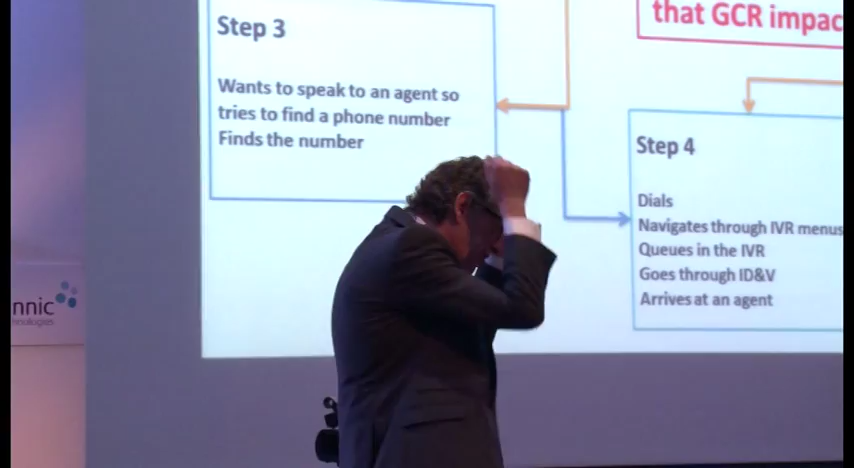 Step 3
Wants to speak to an agent so
tries to find a phone number
Finds the number
that GCR impac
Step 4
Dials
Navigates through IVR menus
Queues in the IVR
Goes through ID&V
Arrives at an agent
nnic
hnologies